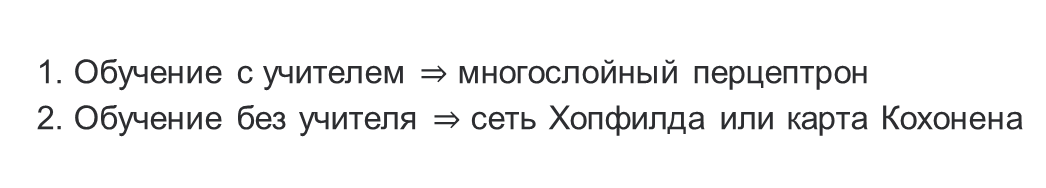 1. Обучение с учителем ⇒ многослойный перцептрон
2. Обучение без учителя ⇒ сеть Хопфилда или карта Кохонена